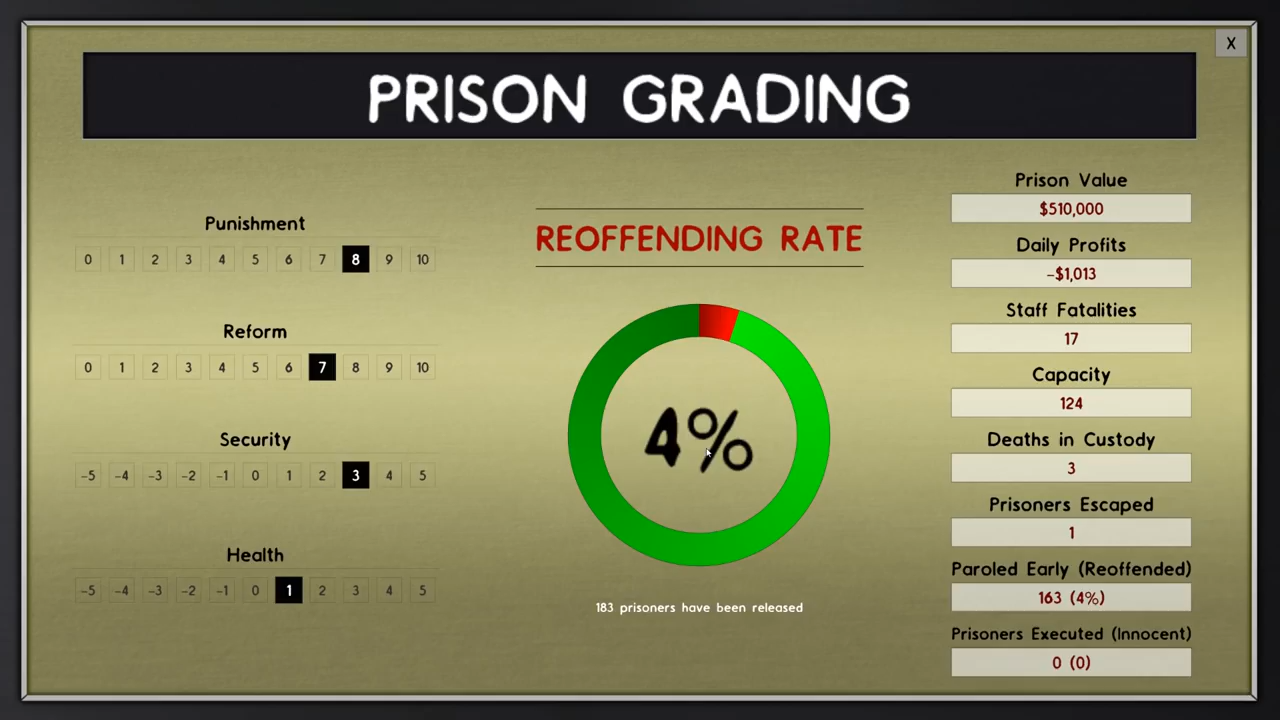 X
PRISON GRADING
Punishment
0 1 2 3 4 5 6 7 8 9 10
Reform
0 1 2 3 4 5 6 7 8 9 10
Security
-5 -4 -3 -2 -1 0 1 2 3 4 5
Health
-5 -4 -3 -2 -1 0 1 2 3 4 5
REOFFENDING RATE
4%
183 prisoners have been released
Prison Value
$510,000
Daily Profits
-$1,013
Staff Fatalities
17
Capacity
124
Deaths in Custody
3
Prisoners Escaped
1
Paroled Early (Reoffended)
163 (4%)
Prisoners Executed (Innocent)
0 (0)